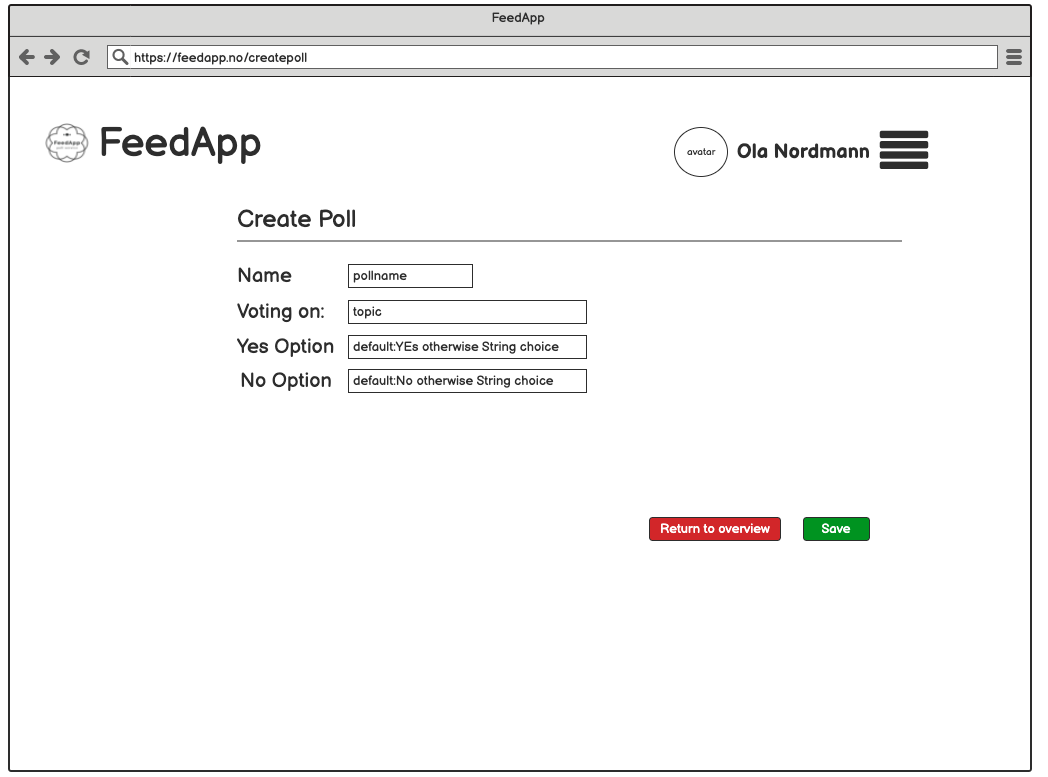 FeedApp
https://feedapp.no/createpoll
FeedApp FeedApp
avatar Ola Nordmann
Create Poll
Name pollname
Voting on: topic
Yes Option default:YEs otherwise String choice
No Option default:No otherwise String choice
Return to overview Save